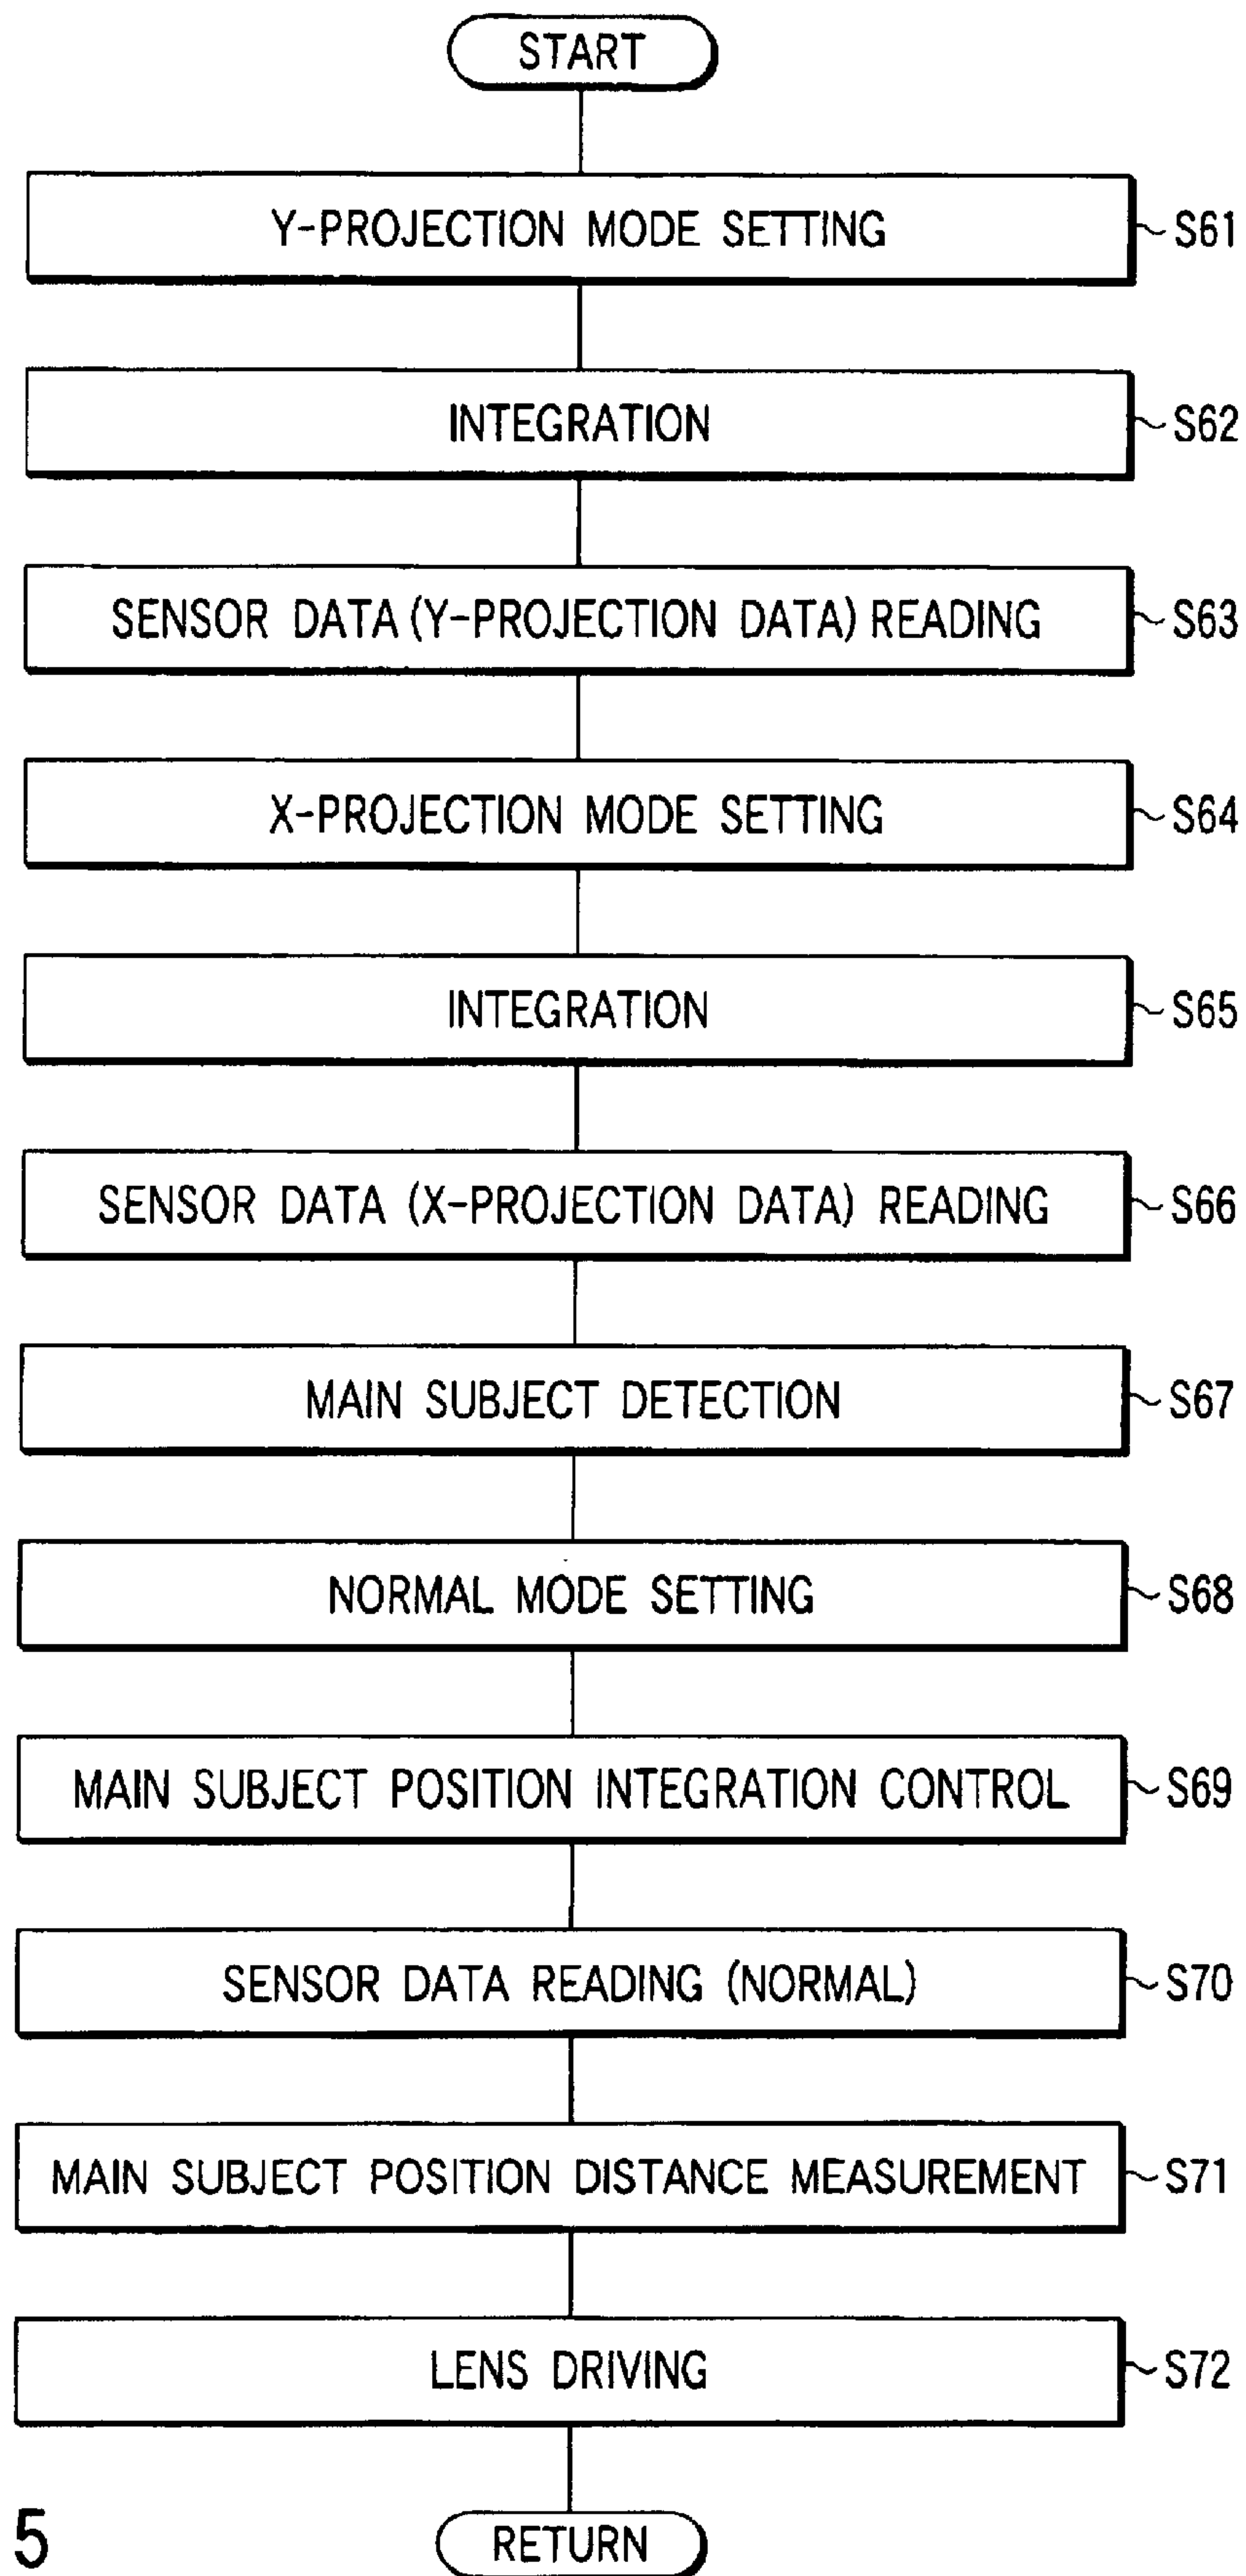 START
Y-PROJECTION MODE SETTING
S61
INTEGRATION
S62
SENSOR DATA (Y-PROJECTION DATA) READING
S63
X-PROJECTION MODE SETTING
S64
INTEGRATION
S65
SENSOR DATA (X-PROJECTION DATA) READING
S66
MAIN SUBJECT DETECTION
S67
NORMAL MODE SETTING
S68
MAIN SUBJECT POSITION INTEGRATION CONTROL
S69
SENSOR DATA READING (NORMAL)
S70
MAIN SUBJECT POSITION DISTANCE MEASUREMENT
S71
LENS DRIVING
S72
5
RETURN